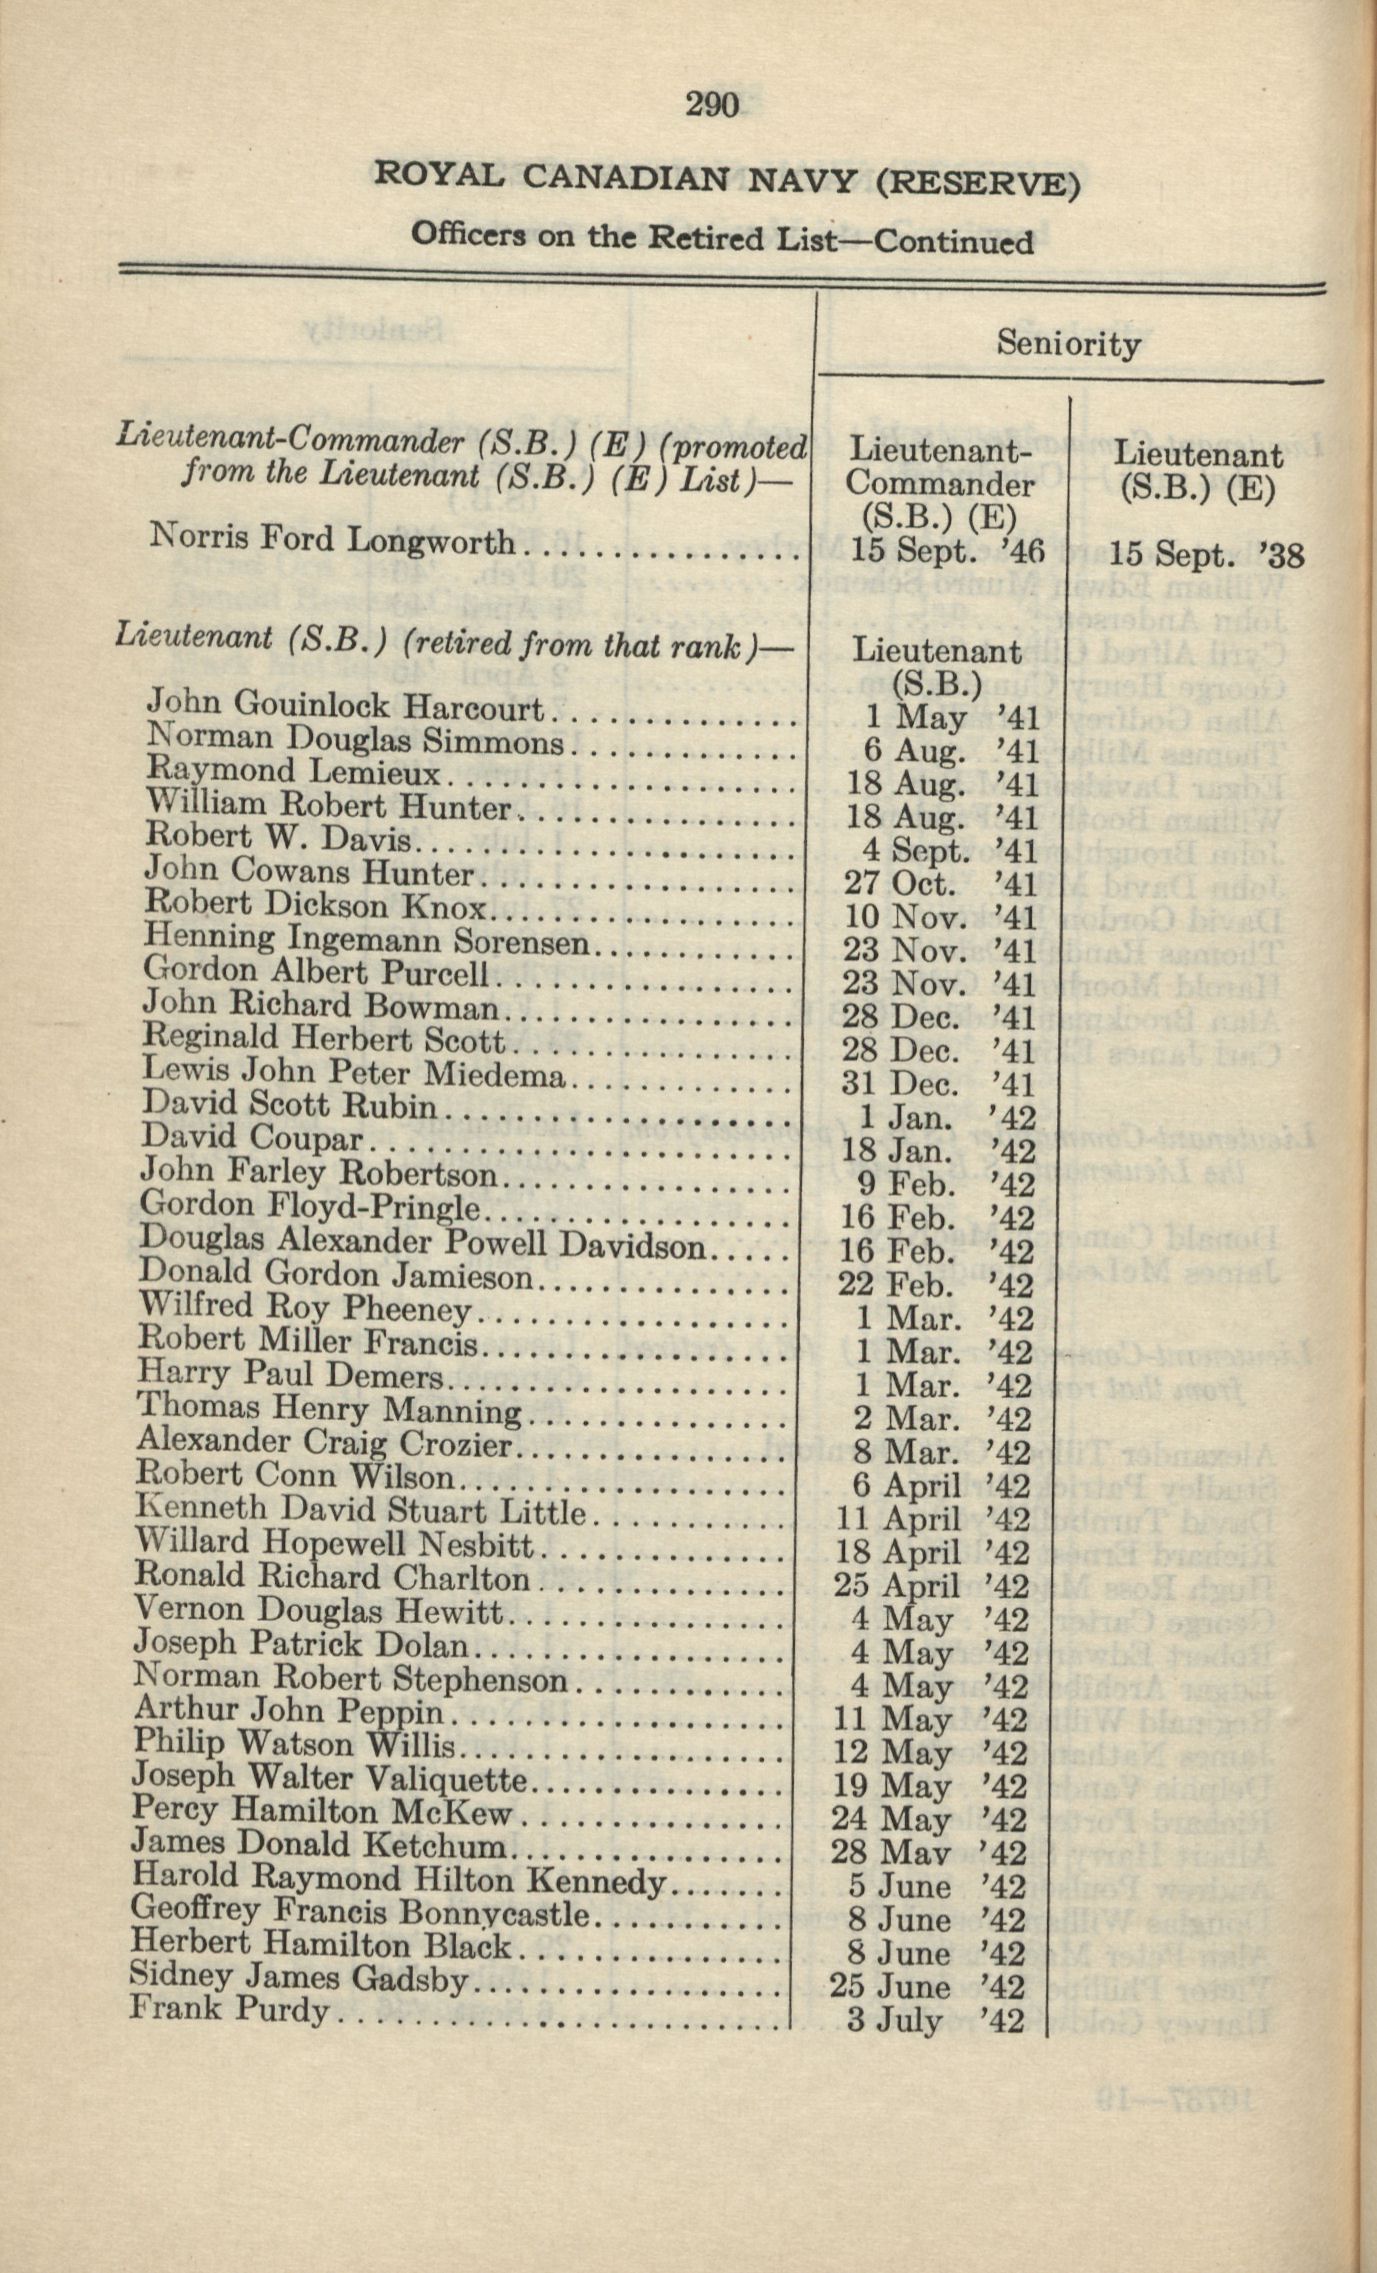 290
ROYAL CANADIAN NAVY (RESERVE)
Officers on the Retired List—Continued
Seniority
Lieutenant-Commander (S.B.) (E) (promoted
from the Lieutenant (S.B.) (E) List)—
Lieutenant-
Commander
(S.B.) (E)
Lieutenant
(S.B.) (E)
Norris Ford Longworth................ 15 Sept. ’46 15 Sept. ’38
Lieutenant (S.B.) (retired from that rank)—
Lieutenant
(S.B.)
John Gouinlock Harcourt.............. 1 May ’41
Norman Douglas Simmons............. 6 Aug. ’41
Raymond Lemieux.................... 18 Aug. ’41
William Robert Hunter................ 18 Aug. ’41
Robert W. Davis...................... 4 Sept. ’41
John Cowans Hunter.................. 27 Oct. ’41
Robert Dickson Knox.................. 10 Nov. ’41
Henning Ingemann Sorensen............ 23 Nov. ’41
Gordon Albert Purcell................. 23 Nov. ’41
John Richard Bowman................. 28 Dec. ’41
Reginald Herbert Scott................ 28 Dec. ’41
Lewis John Peter Miedema............. 31 Dec. ’41
David Scott Rubin.................... 1 Jan. ’42
David Coupar........................ 18 Jan. ’42
John Farley Robertson................. 9 Feb. ’42
Gordon Floyd-Pringle.................. 16 Feb. ’42
Douglas Alexander Powell Davidson..... 16 Feb. ’42
Donald Gordon Jamieson............... 22 Feb. ’42
Wilfred Roy Pheeney.................. 1 Mar. ’42
Robert Miller Francis.................. 1 Mar. ’42
Harry Paul Demers.................... 1 Mar. ’42
Thomas Henry Manning............... 2 Mar. ’42
Alexander Craig Crozier................ 8 Mar. ’42
Robert Conn Wilson................... 6 April ’42
Kenneth David Stuart Little............ 11 April ’42
Willard Hopewell Nesbitt............... 18 April ’42
Ronald Richard Charlton............... 25 April ’42
Vernon Douglas Hewitt................ 4 May ’42
Joseph Patrick Dolan.................. 4 May ’42
Norman Robert Stephenson............. 4 May ’42
Arthur John Peppin................... 11 May ’42
Philip Watson Willis................... 12 May ’42
Joseph Walter Valiquette............... 19 May ’42
Percy Hamilton McKew............... 24 May ’42
James Donald Ketchum................ 28 May ’42
Harold Raymond Hilton Kennedy....... 5 June ’42
Geoffrey Francis Bonnycastle............ 8 June ’42
Herbert Hamilton Black................ 8 June ’42
Sidney James Gadsby.................. 25 June ’42
Frank Purdy.......................... 3 July ’42